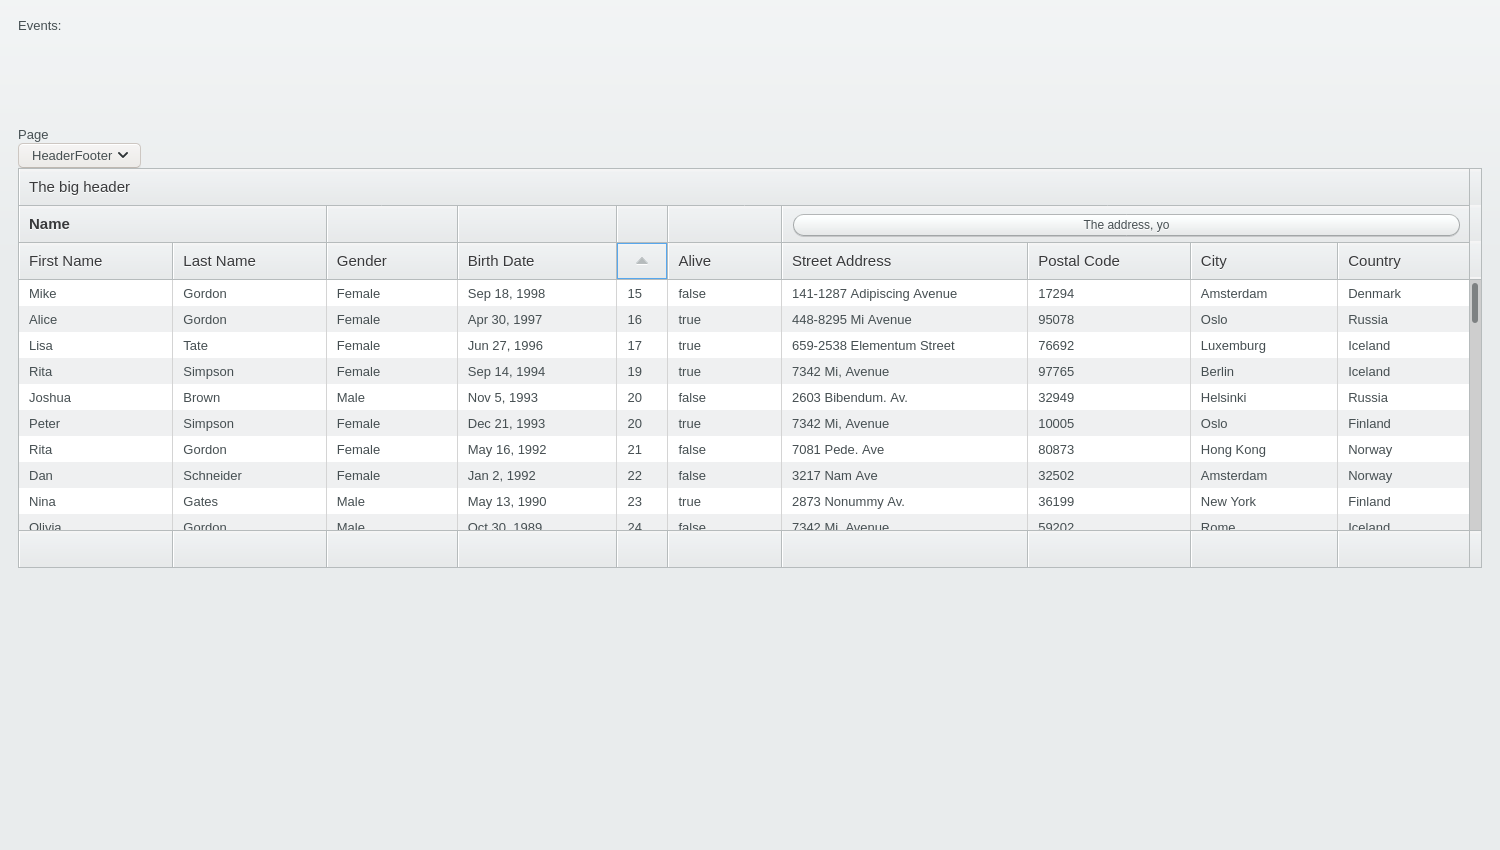 Events:
Page
HeaderFooter
The big header
Name The address, yo
First Name Last Name Gender Birth Date Alive Street Address Postal Code City Country
Mike Gordon Female Sep 18, 1998 15 false 141-1287 Adipiscing Avenue 17294 Amsterdam Denmark
Alice Gordon Female Apr 30, 1997 16 true 448-8295 Mi Avenue 95078 Oslo Russia
Lisa Tate Female Jun 27, 1996 17 true 659-2538 Elementum Street 76692 Luxemburg Iceland
Rita Simpson Female Sep 14, 1994 19 true 7342 Mi, Avenue 97765 Berlin Iceland
Joshua Brown Male Nov 5, 1993 20 false 2603 Bibendum. Av. 32949 Helsinki Russia
Peter Simpson Female Dec 21, 1993 20 true 7342 Mi, Avenue 10005 Oslo Finland
Rita Gordon Female May 16, 1992 21 false 7081 Pede. Ave 80873 Hong Kong Norway
Dan Schneider Female Jan 2, 1992 22 false 3217 Nam Ave 32502 Amsterdam Norway
Nina Gates Male May 13, 1990 23 true 2873 Nonummy Av. 36199 New York Finland
Olivia Gordon Male Oct 30, 1989 24 false 7342 Mi, Avenue 59202 Rome Iceland